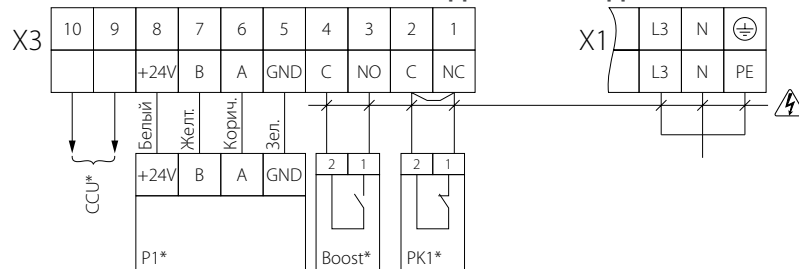 X3 10 9 8 7 6 5 4 3 2 1
+24V B A GND C NO C NC
X1 L3 N
L3 N PE
Белый Желт. Корич. Зел.
CCU*
+24V B A GND
2 1
2 1
P1* Boost* PK1*